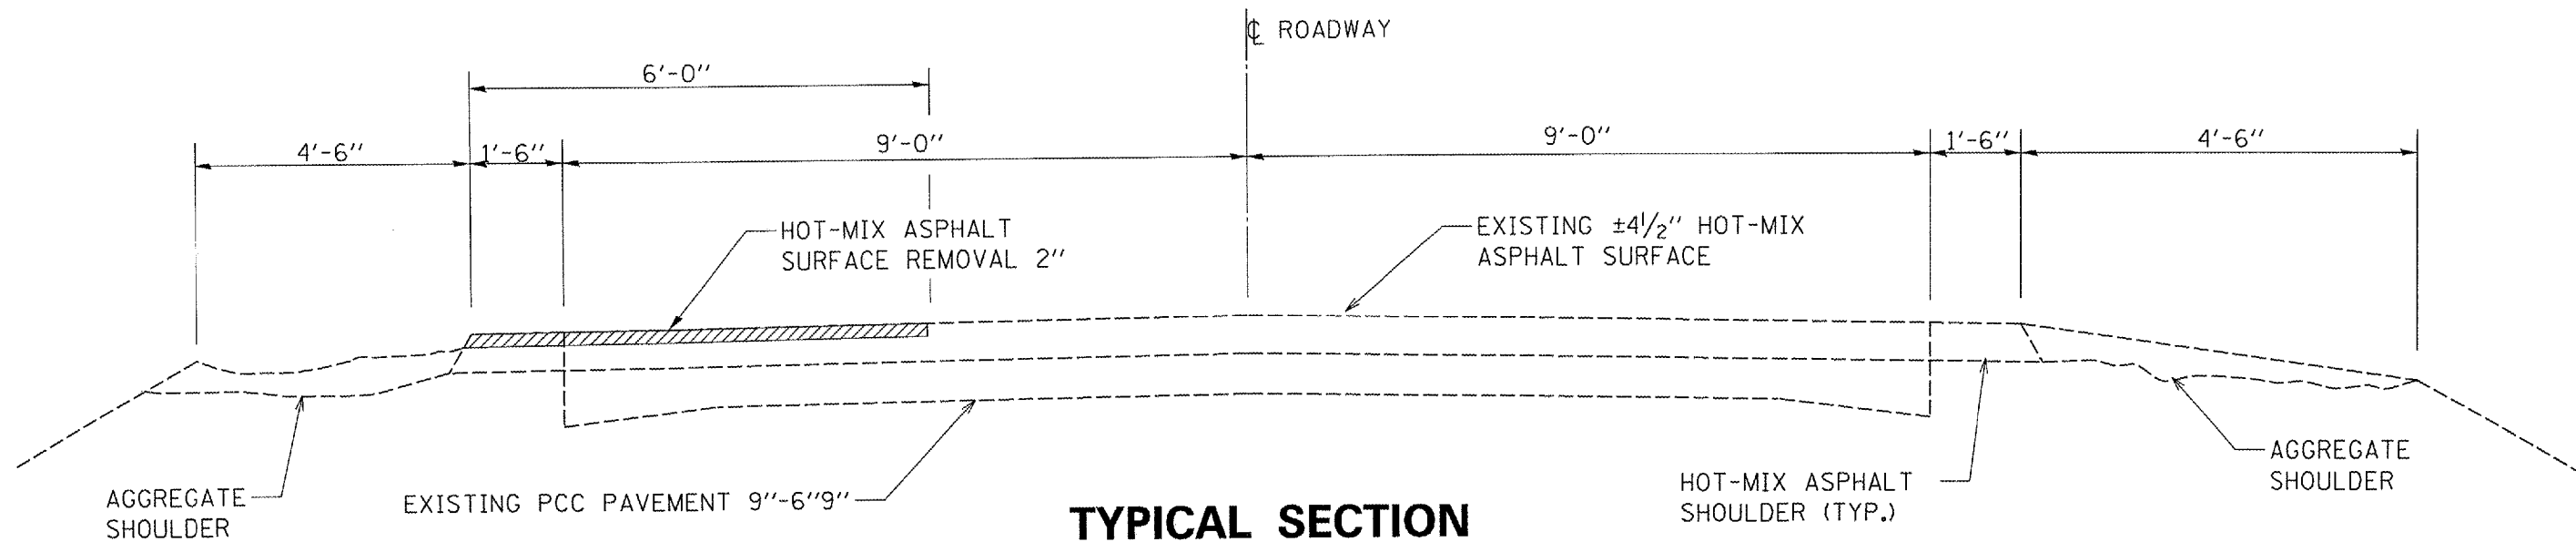 ℄ ROADWAY
6'-0"
4'-6"
1'-6"
9'-0"
9'-0"
1'-6"
4'-6"
HOT-MIX ASPHALT
SURFACE REMOVAL 2"
EXISTING ±4 1/2" HOT-MIX
ASPHALT SURFACE
AGGREGATE
SHOULDER
EXISTING PCC PAVEMENT 9"-6"9"
HOT-MIX ASPHALT
SHOULDER (TYP.)
AGGREGATE
SHOULDER
TYPICAL SECTION